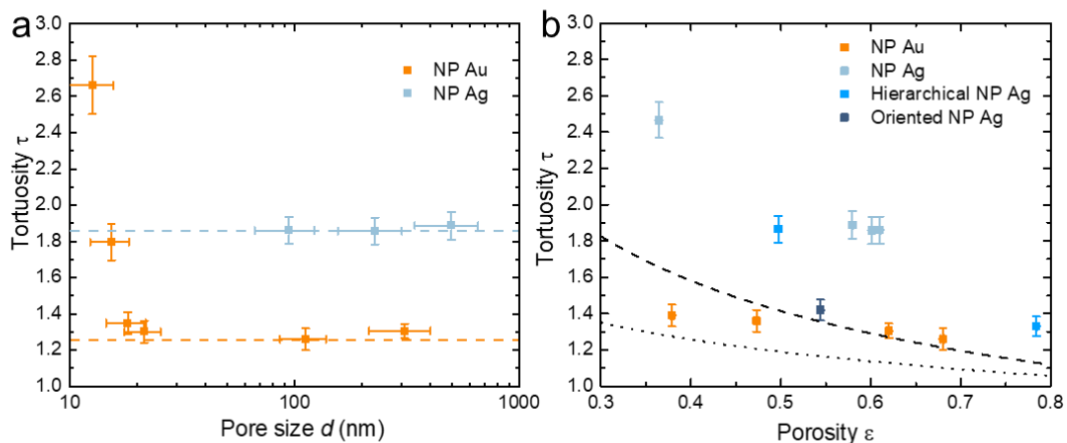 a
3.0
2.8
2.6
2.4
2.2
2.0
1.8
1.6
1.4
1.2
1.0
Tortuosity τ
NP Au
NP Ag
10
100
1000
Pore size d (nm)
b
3.0
2.8
2.6
2.4
2.2
2.0
1.8
1.6
1.4
1.2
1.0
Tortuosity τ
NP Au
NP Ag
Hierarchical NP Ag
Oriented NP Ag
0.3
0.4
0.5
0.6
0.7
0.8
Porosity ε